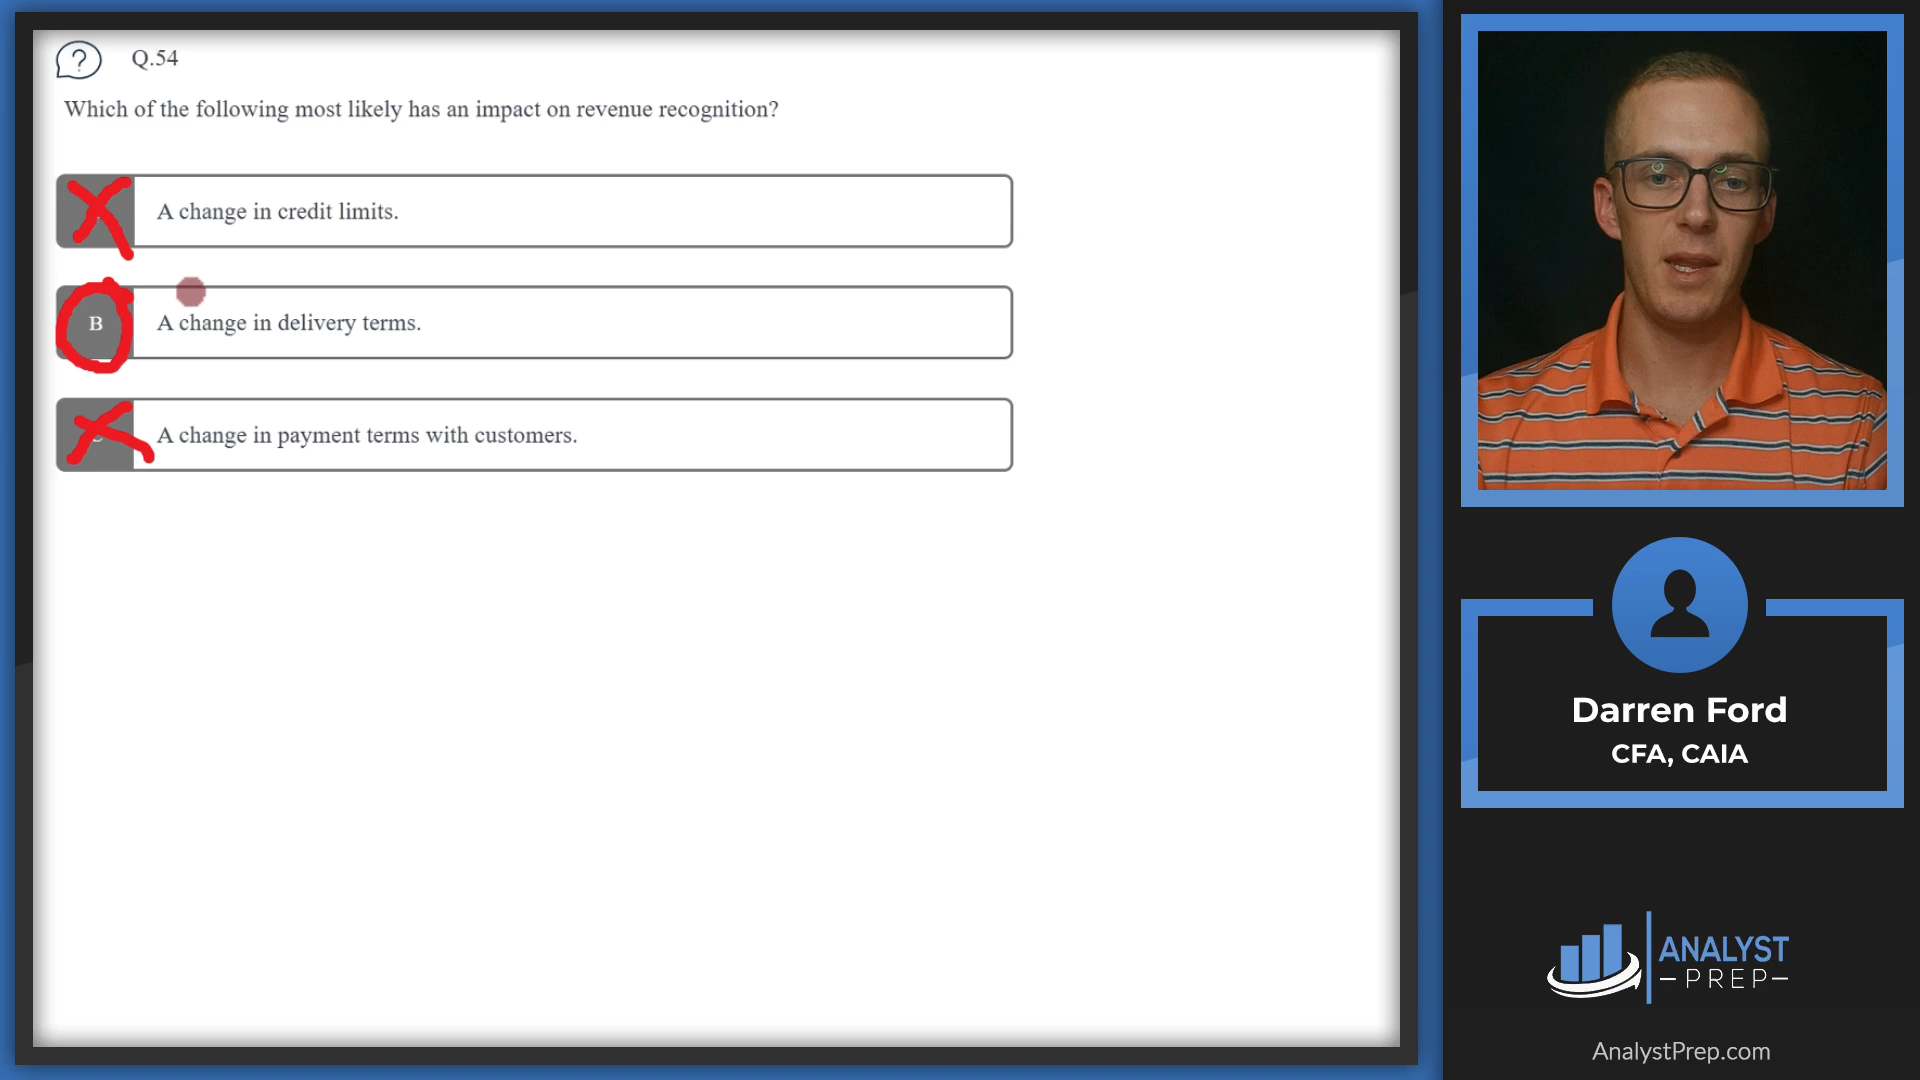 Q.54
Which of the following most likely has an impact on revenue recognition?
A change in credit limits.
B
A change in delivery terms.
A change in payment terms with customers.
Darren Ford
CFA, CAIA
ANALYST
PREP
AnalystPrep.com